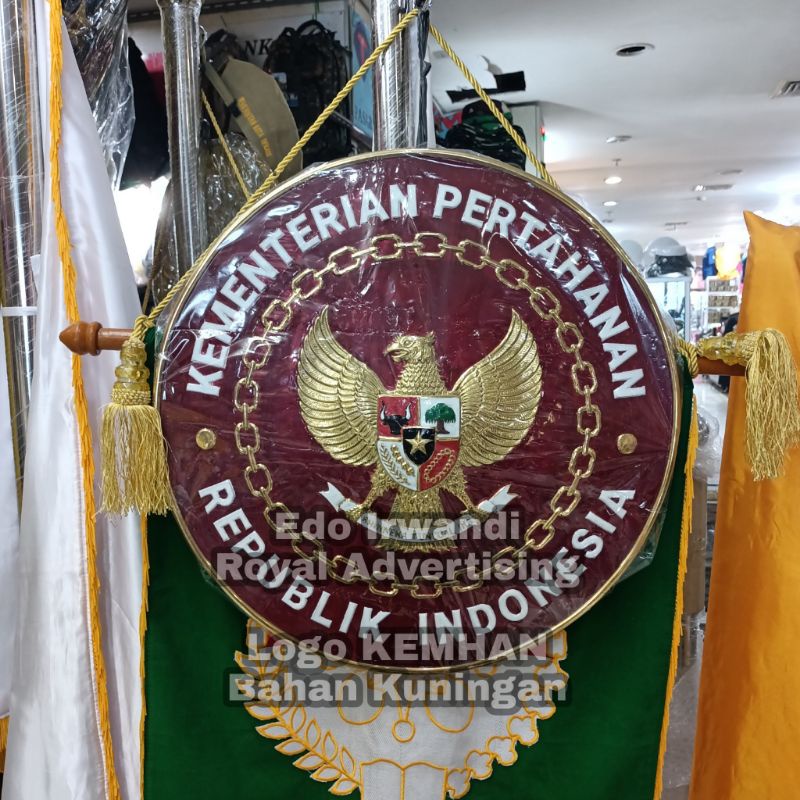 KEMENTERIAN PERTAHANAN
REPUBLIK INDONESIA
Edo Irwandi
Royal Advertising
Logo KEMHAN
Bahan Kuningan